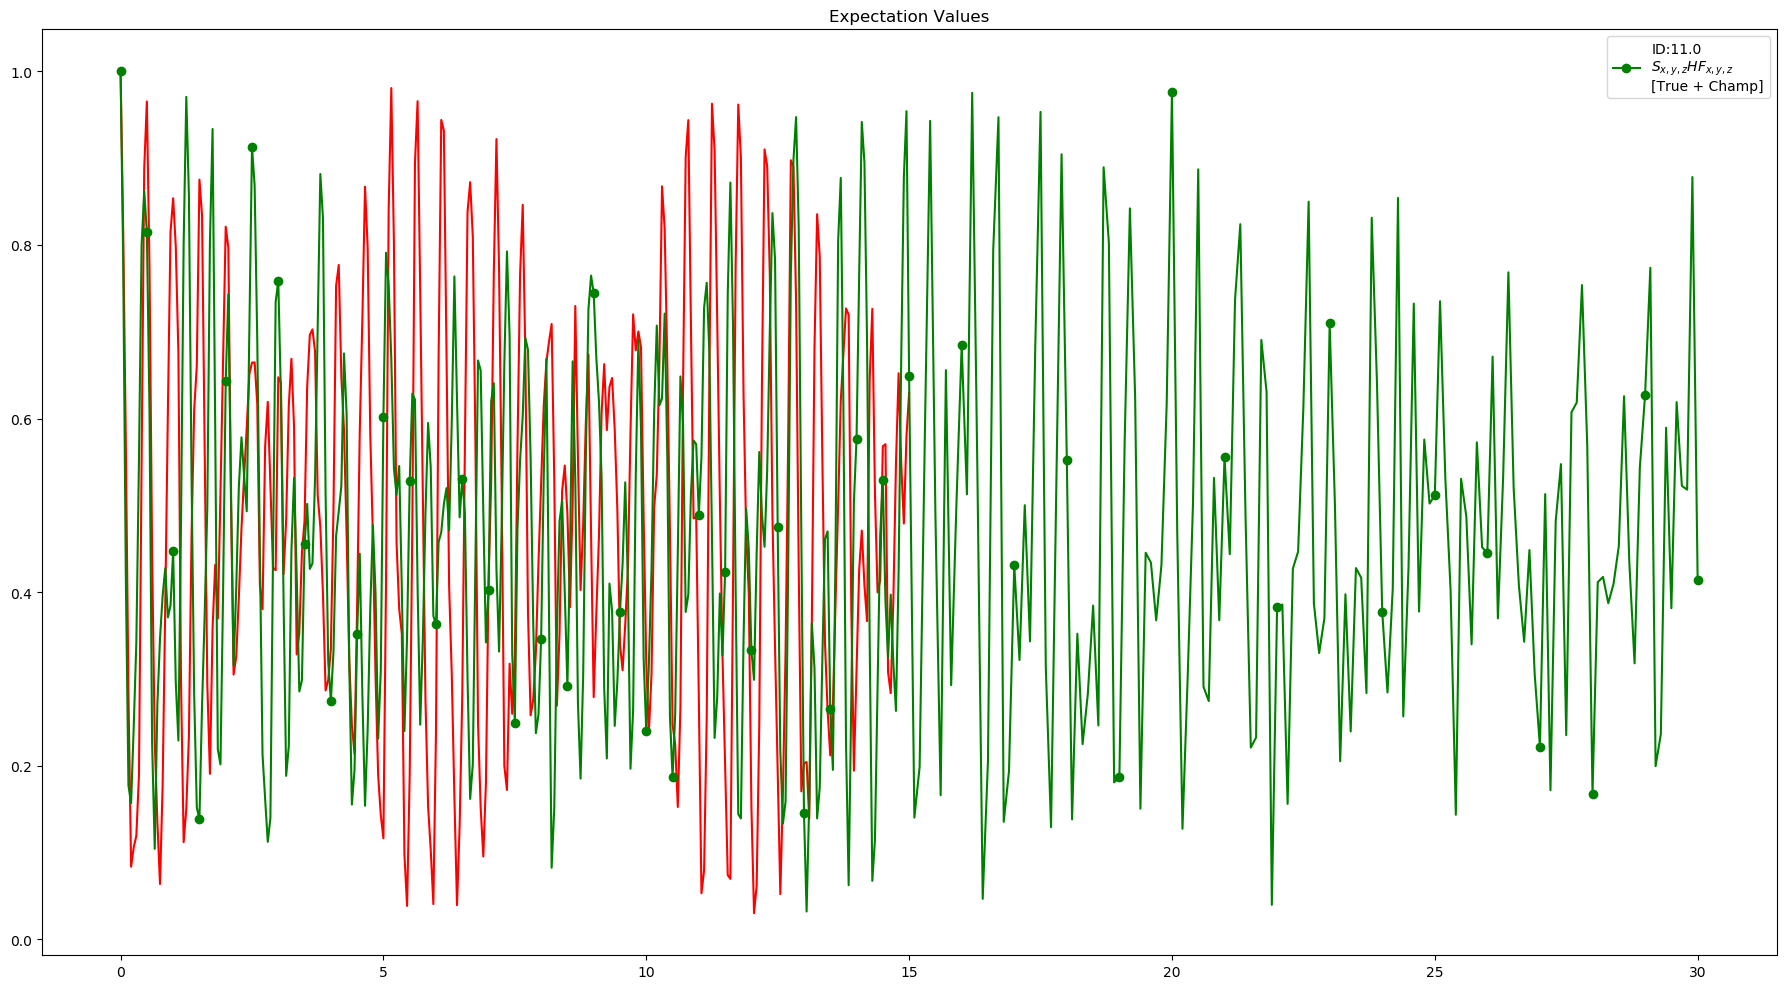 Expectation Values
ID:11.0
S_{x,y,z}HF_{x,y,z}
[True + Champ]
1.0
0.8
0.6
0.4
0.2
0.0
0 5 10 15 20 25 30